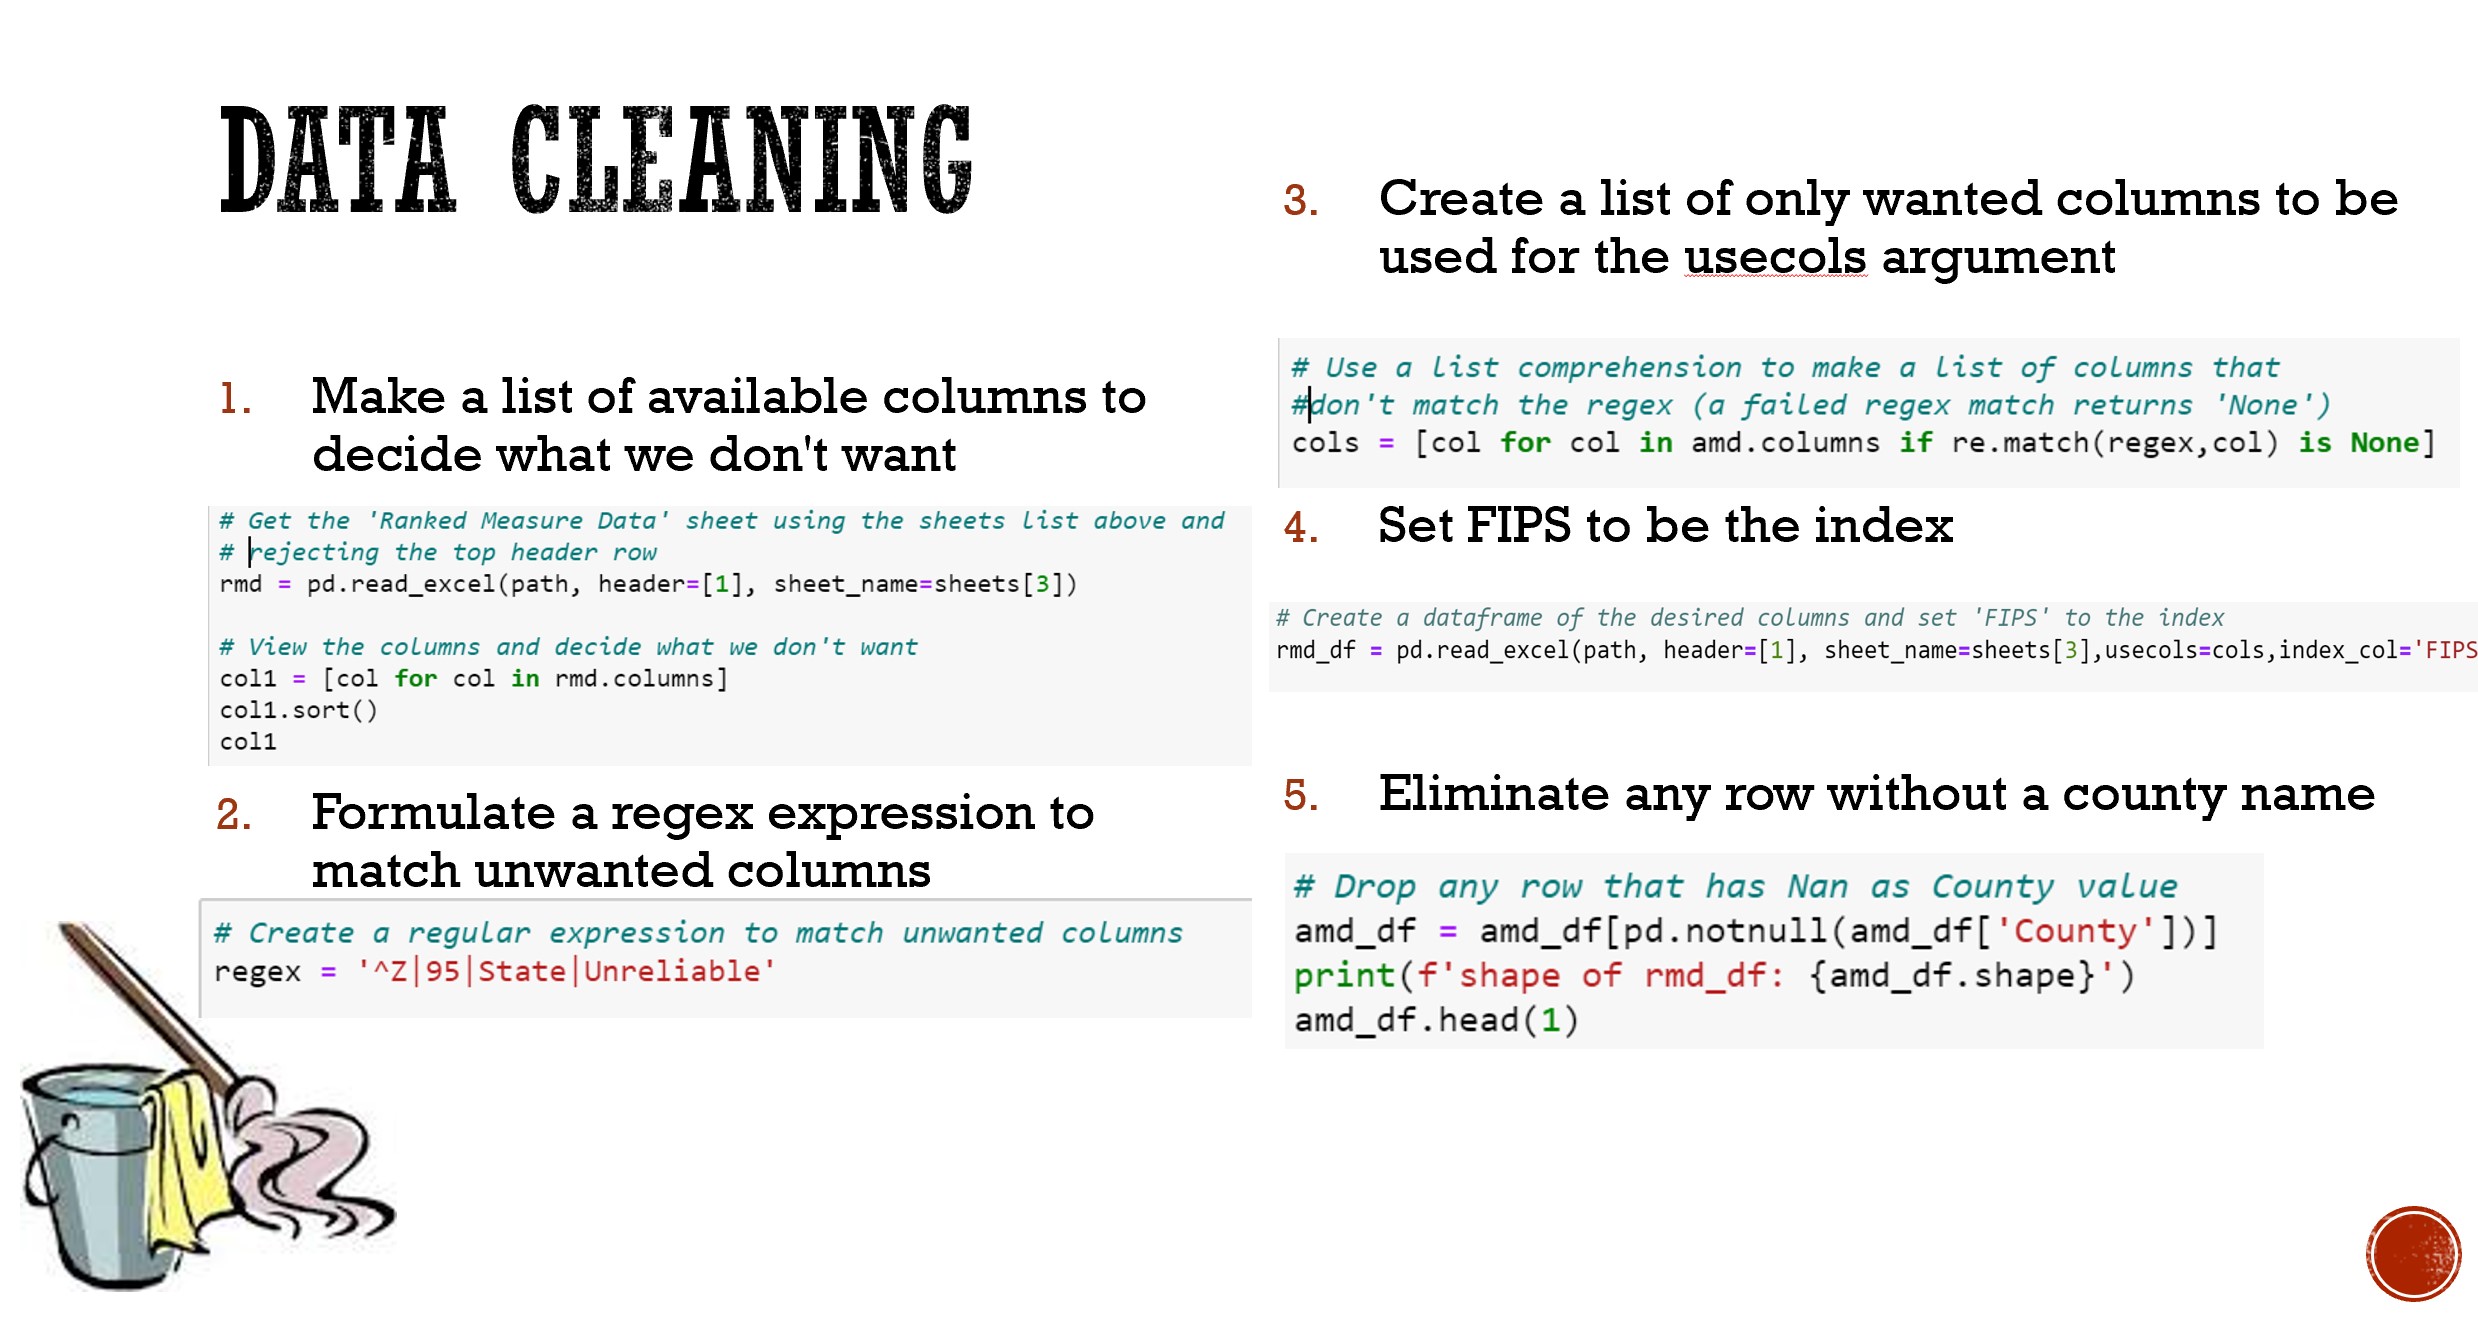 DATA CLEANING
1. Make a list of available columns to
decide what we don't want
# Get the 'Ranked Measure Data' sheet using the sheets list above and
# rejecting the top header row
rmd = pd.read_excel(path, header=[1], sheet_name=sheets[3])
# View the columns and decide what we don't want
col1 = [col for col in rmd.columns]
col1.sort()
col1
2. Formulate a regex expression to
match unwanted columns
# Create a regular expression to match unwanted columns
regex = '^Z|95|State|Unreliable'
3. Create a list of only wanted columns to be
used for the usecols argument
# Use a list comprehension to make a list of columns that
#don't match the regex (a failed regex match returns 'None')
cols = [col for col in amd.columns if re.match(regex,col) is None]
4. Set FIPS to be the index
# Create a dataframe of the desired columns and set 'FIPS' to the index
rmd_df = pd.read_excel(path, header=[1], sheet_name=sheets[3],usecols=cols,index_col='FIPS
5. Eliminate any row without a county name
# Drop any row that has Nan as County value
amd_df = amd_df[pd.notnull(amd_df['County'])]
print(f'shape of rmd_df: {amd_df.shape}')
amd_df.head(1)